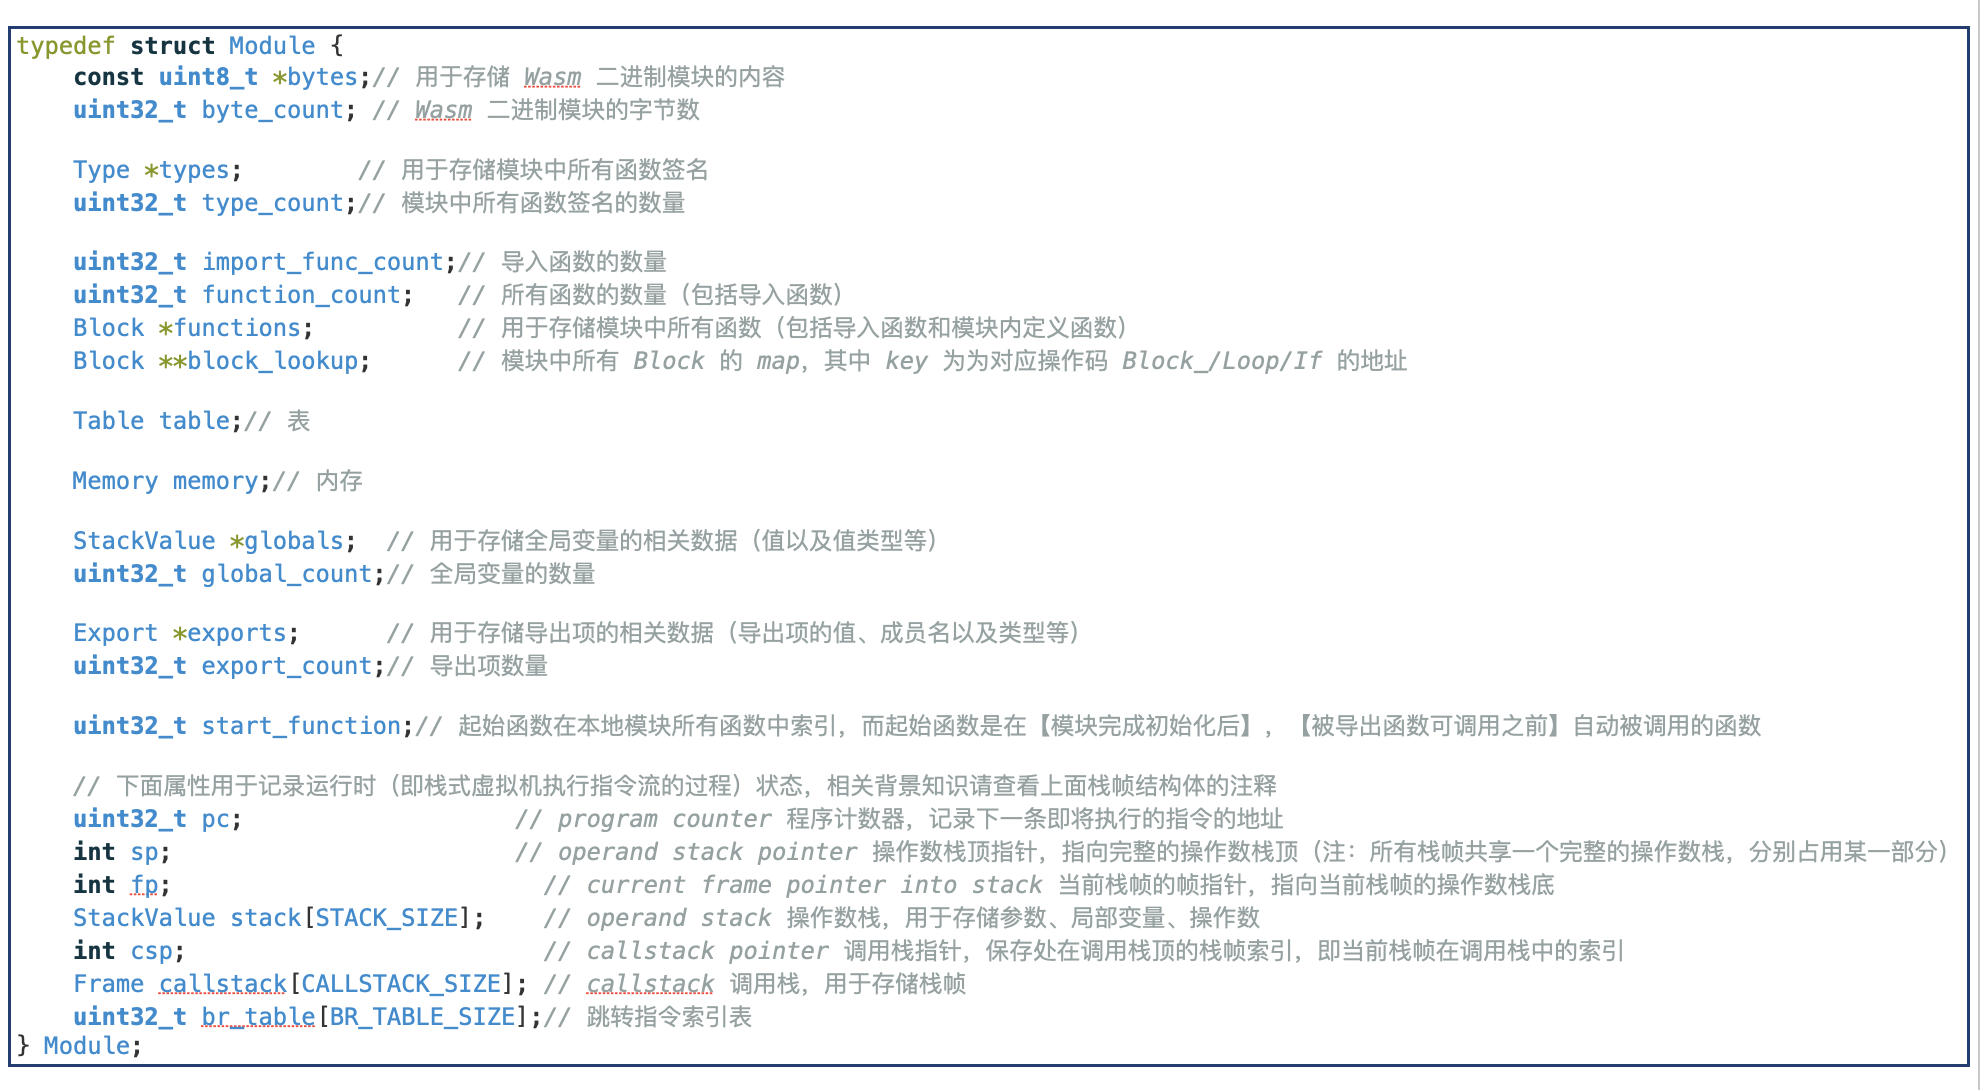 typedef struct Module {
    const uint8_t *bytes;// 用于存储 Wasm 二进制模块的内容
    uint32_t byte_count; // Wasm 二进制模块的字节数

    Type *types;        // 用于存储模块中所有函数签名
    uint32_t type_count;// 模块中所有函数签名的数量

    uint32_t import_func_count;// 导入函数的数量
    uint32_t function_count;   // 所有函数的数量（包括导入函数）
    Block *functions;          // 用于存储模块中所有函数（包括导入函数和模块内定义函数）
    Block **block_lookup;      // 模块中所有 Block 的 map，其中 key 为为对应操作码 Block_/Loop/If 的地址

    Table table;// 表

    Memory memory;// 内存

    StackValue *globals;  // 用于存储全局变量的相关数据（值以及值类型等）
    uint32_t global_count;// 全局变量的数量

    Export *exports;      // 用于存储导出项的相关数据（导出项的值、成员名以及类型等）
    uint32_t export_count;// 导出项数量

    uint32_t start_function;// 起始函数在本地模块所有函数中索引，而起始函数是在【模块完成初始化后】，【被导出函数可调用之前】自动被调用的函数

    // 下面属性用于记录运行时（即栈式虚拟机执行指令流的过程）状态，相关背景知识请查看上面栈帧结构体的注释
    uint32_t pc;                   // program counter 程序计数器，记录下一条即将执行的指令的地址
    int sp;                        // operand stack pointer 操作数栈顶指针，指向完整的操作数栈顶（注：所有栈帧共享一个完整的操作数栈，分别占用某一部分）
    int fp;                          // current frame pointer into stack 当前栈帧的帧指针，指向当前栈帧的操作数栈底
    StackValue stack[STACK_SIZE];    // operand stack 操作数栈，用于存储参数、局部变量、操作数
    int csp;                         // callstack pointer 调用栈指针，保存处在调用栈顶的栈帧索引，即当前栈帧在调用栈中的索引
    Frame callstack[CALLSTACK_SIZE]; // callstack 调用栈，用于存储栈帧
    uint32_t br_table[BR_TABLE_SIZE];// 跳转指令索引表
} Module;